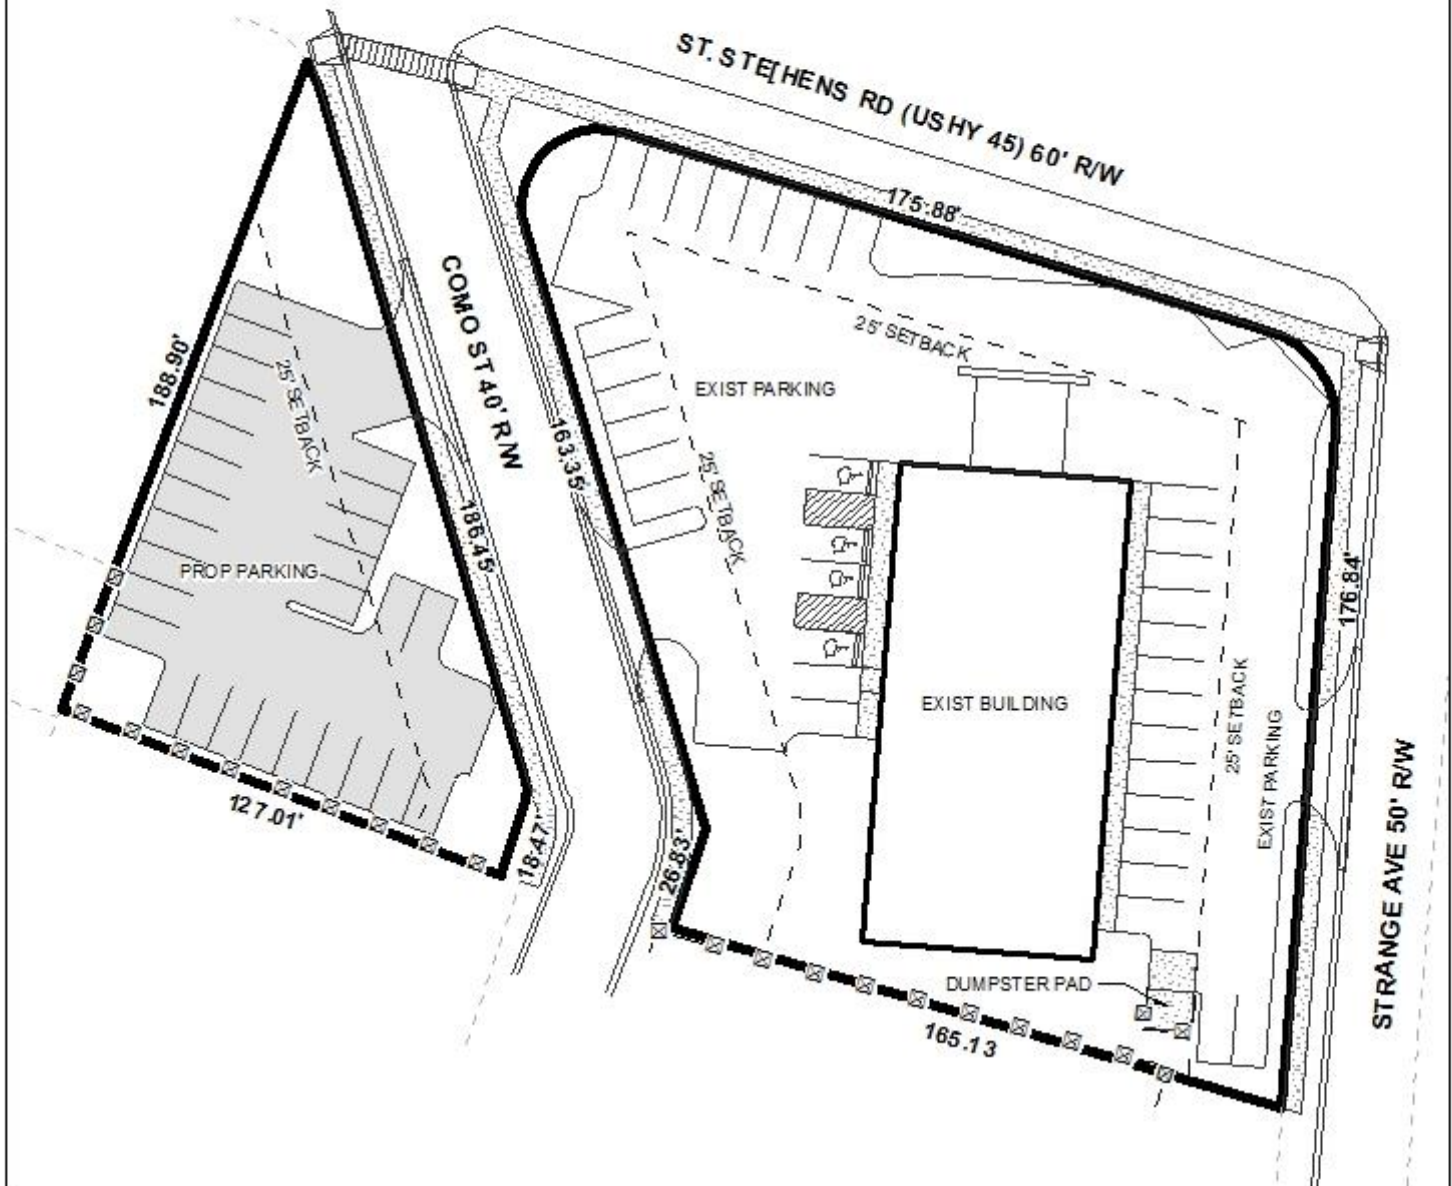 ST. STE[HENS RD (US HY 45) 60' R/W
175.88'
COMO ST 40' R/W
25' SETBACK
188.90'
25' SETBACK
EXIST PARKING
163.35'
25' SETBACK
186.45'
PROP PARKING
176.84'
EXIST BUILDING
25' SETBACK
EXIST PARKING
STRANGE AVE 50' R/W
127.01'
18.47'
26.83'
DUMPSTER PAD
165.13